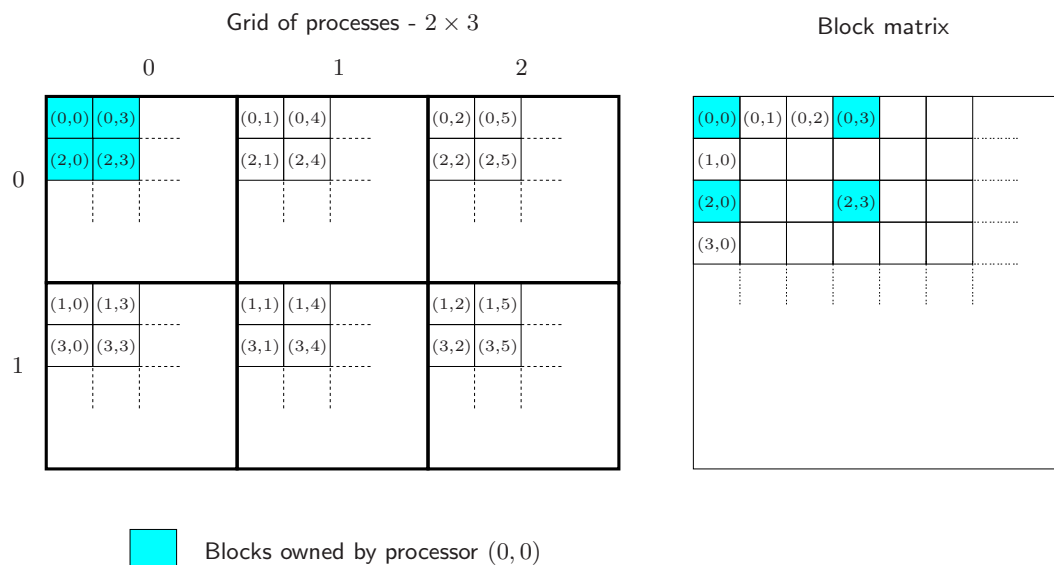 Grid of processes - 2 × 3
Block matrix
0 1 2
(0,0) (0,3) (0,1) (0,4) (0,2) (0,5)
(2,0) (2,3) (2,1) (2,4) (2,2) (2,5)
0
(1,0) (1,3) (1,1) (1,4) (1,2) (1,5)
(3,0) (3,3) (3,1) (3,4) (3,2) (3,5)
1
(0,0) (0,1) (0,2) (0,3)
(1,0)
(2,0) (2,3)
(3,0)
Blocks owned by processor (0, 0)